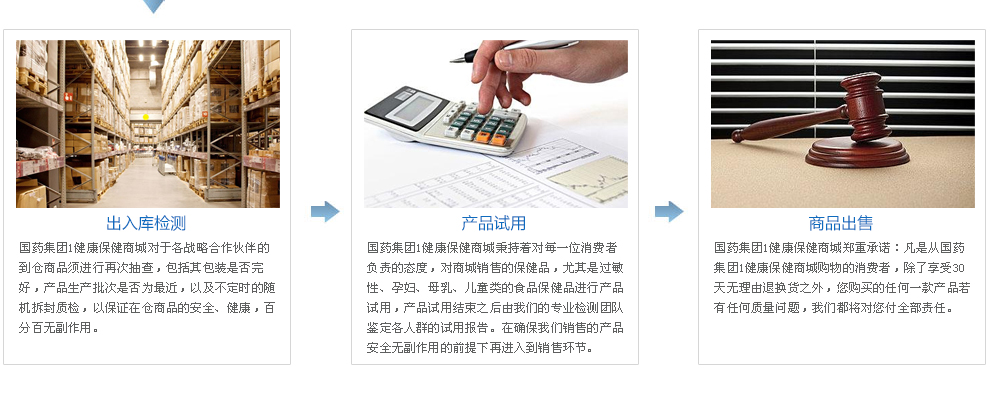 出入库检测
国药集团1健康保健商城对于各战略合作伙伴的
到仓商品须进行再次抽查，包括其包装是否完
好，产品生产批次是否为最近，以及不定时的随
机拆封质检，以保证在仓商品的安全、健康，百
分百无副作用。
产品试用
国药集团1健康保健商城秉持着对每一位消费者
负责的态度，对商城销售的保健品，尤其是过敏
性、孕妇、母乳、儿童类的食品保健品进行产品
试用，产品试用结束之后由我们的专业检测团队
鉴定各人群的试用报告。在确保我们销售的产品
安全无副作用的前提下再进入到销售环节。
商品出售
国药集团1健康保健商城郑重承诺：凡是从国药
集团1健康保健商城购物的消费者，除了享受30
天无理由退换货之外，您购买的任何一款产品若
有任何质量问题，我们都将对您付全部责任。